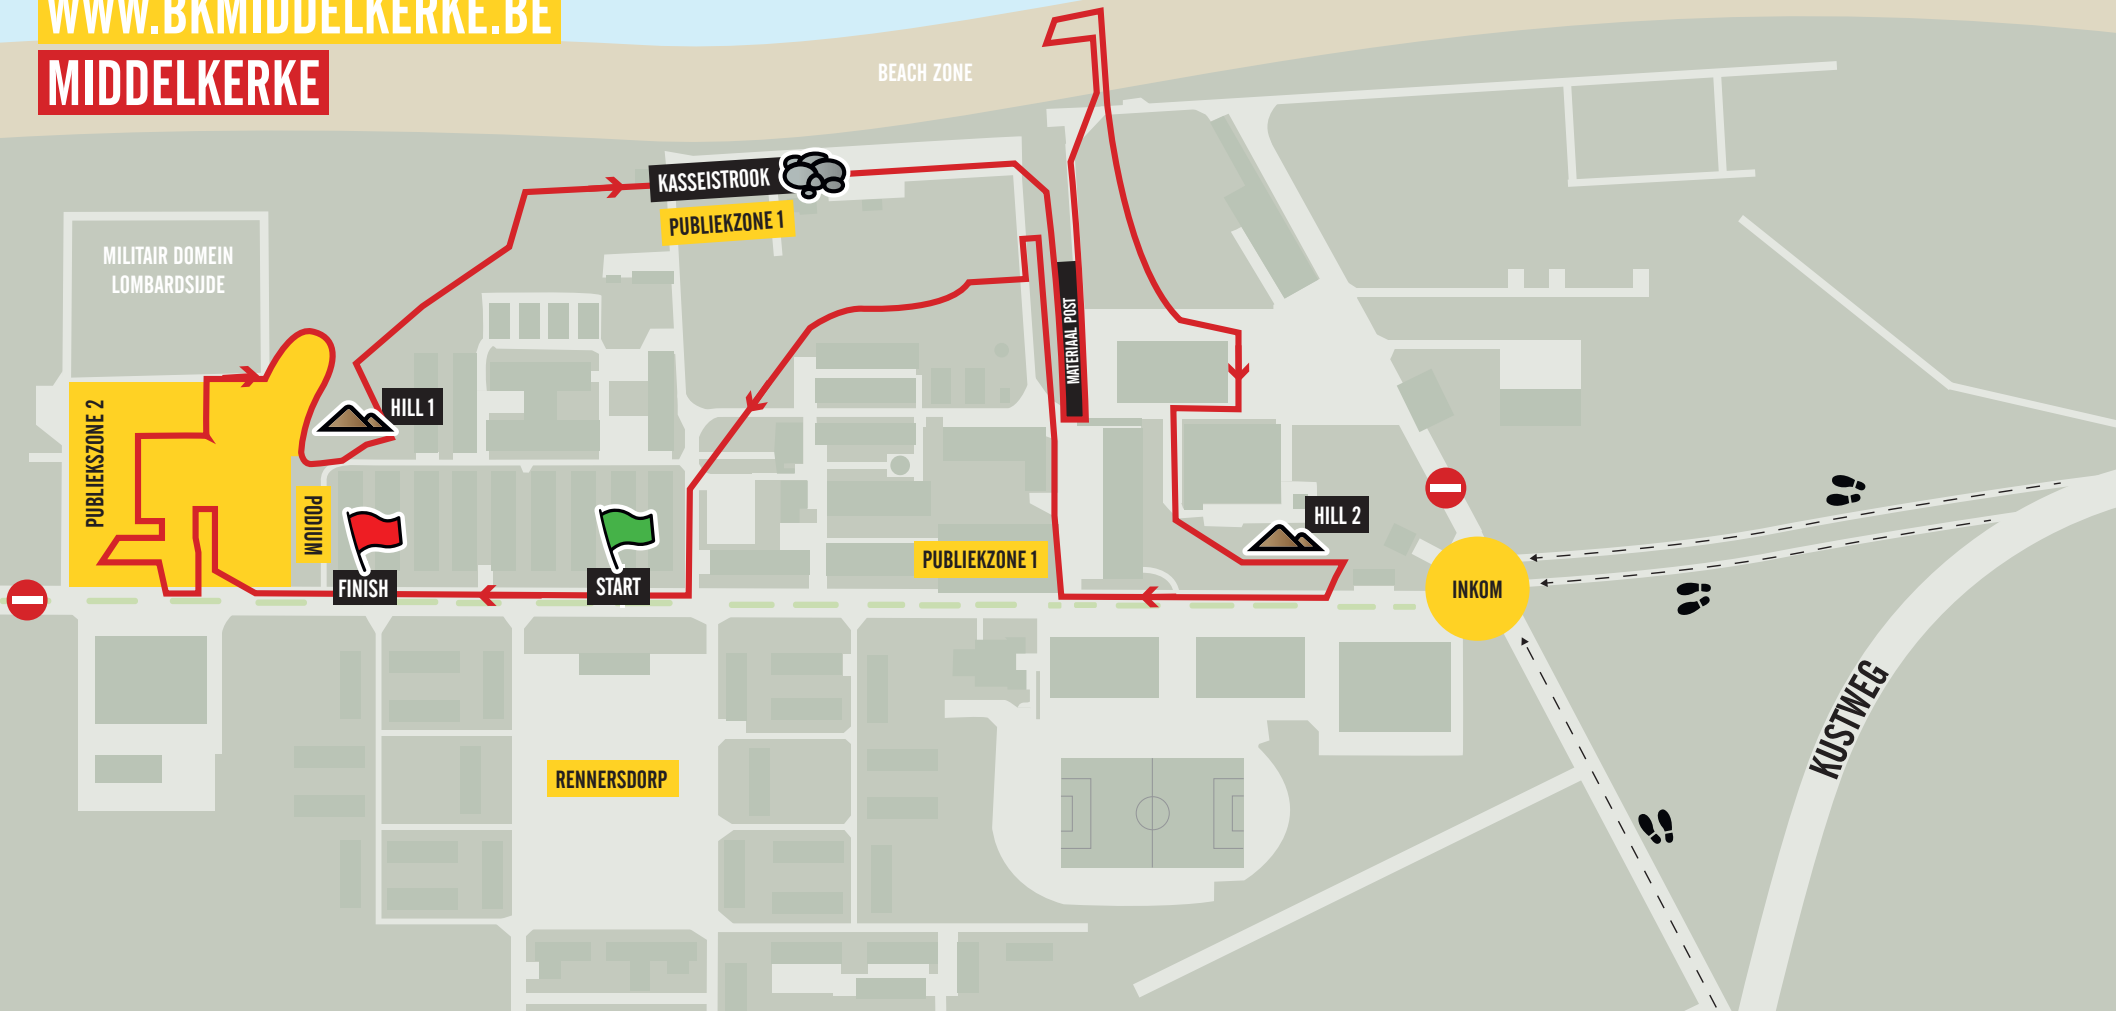 WWW.BKMIDDELKERKE.BE
MIDDELKERKE
BEACH ZONE
KASSEISTROOK
PUBLIEKZONE 1
MILITAIR DOMEIN
LOMBARDSIJDE
MATERIAAL POST
HILL 1
PUBLIEKSZONE 2
PODIUM
FINISH
START
PUBLIEKZONE 1
HILL 2
INKOM
KUSTWEG
RENNERSDORP